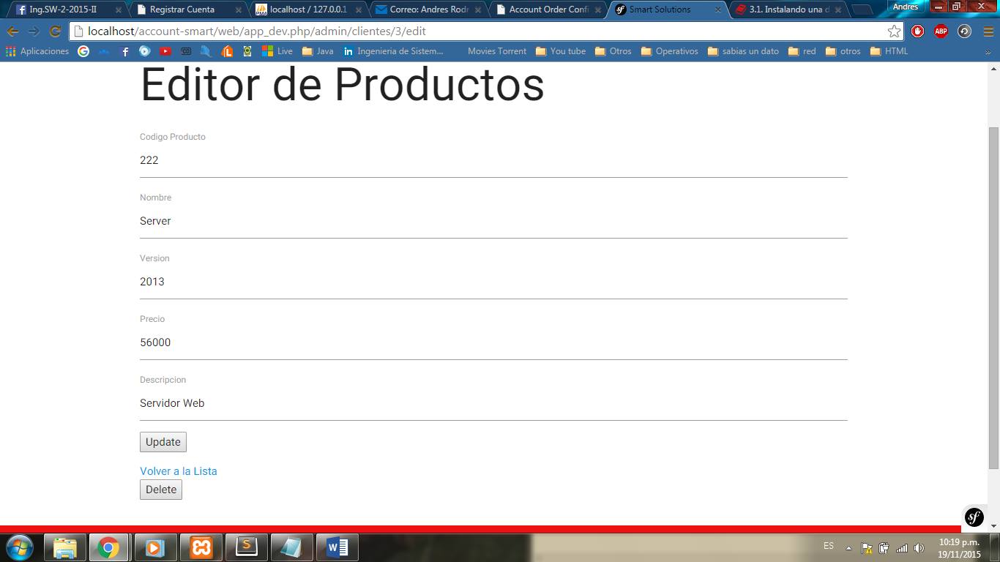 Ing.SW-2-2015-II
Registrar Cuenta
localhost / 127.0.0.1
Correo: Andres Rodr
Account Order Confi
Smart Solutions
3.1. Instalando una d
Andres
localhost/account-smart/web/app_dev.php/admin/clientes/3/edit
ABP
Aplicaciones
Live
Java
Ingenieria de Sistem...
Movies Torrent
You tube
Otros
Operativos
sabias un dato
red
otros
HTML
»
Editor de Productos
Codigo Producto
222
Nombre
Server
Version
2013
Precio
56000
Descripcion
Servidor Web
Update
Volver a la Lista
Delete
sf
ES
10:19 p.m.
19/11/2015